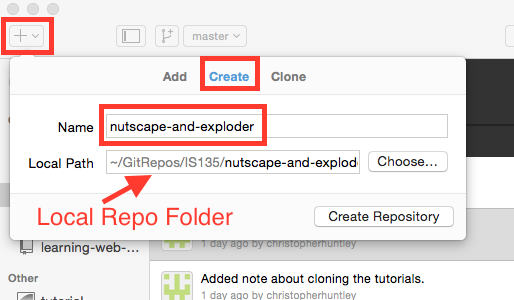 master
Add Create Clone
Name nutscape-and-exploder
Local Path ~/GitRepos/IS135/nutscape-and-explod Choose...
Local Repo Folder
Create Repository
learning-web-...
1 day ago by christopherhuntley
Other
Added note about cloning the tutorials.
tutorial
1 day ago by christopherhuntley